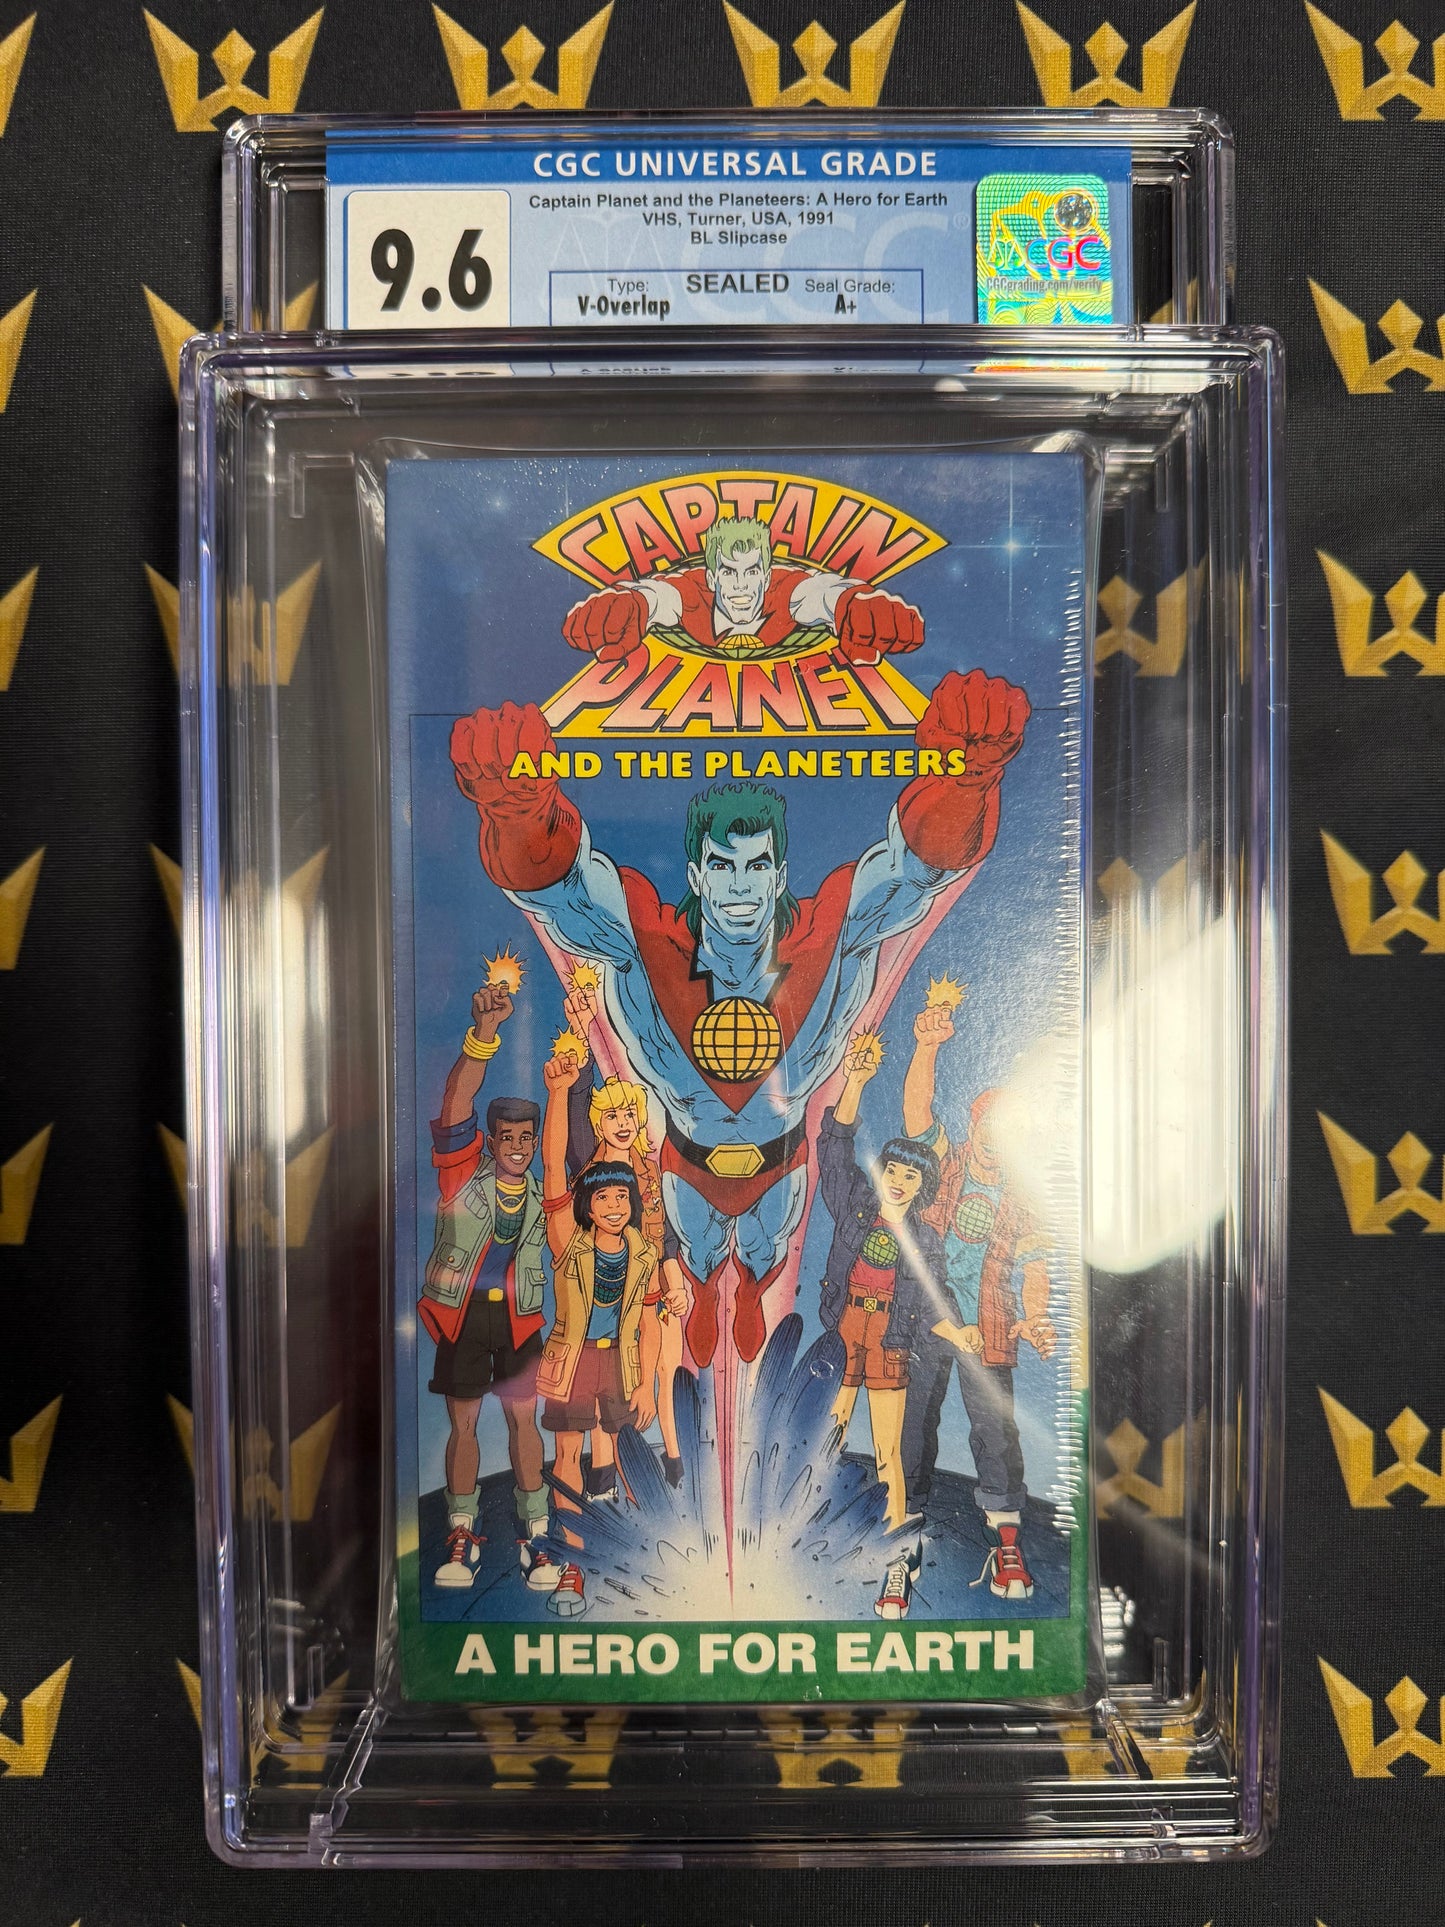 CGC UNIVERSAL GRADE
9.6
Captain Planet and the Planeteers: A Hero for Earth
VHS, Turner, USA, 1991
BL Slipcase
Type: SEALED Seal Grade:
V-Overlap A+
CGC
CGCgrading.com/verify
CAPTAIN
PLANET
AND THE PLANETEERS™
A HERO FOR EARTH